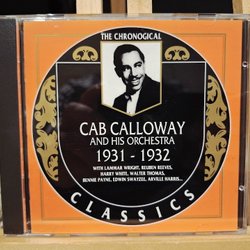 THE CHRONOGICAL
CAB CALLOWAY
AND HIS ORCHESTRA
1931 - 1932
WITH LAMMAR WRIGHT, REUBEN REEVES,
HARRY WHITE, WALTER THOMAS,
BENNIE PAYNE, EDWIN SWAYZEE, ARVILLE HARRIS...
CLASSICS